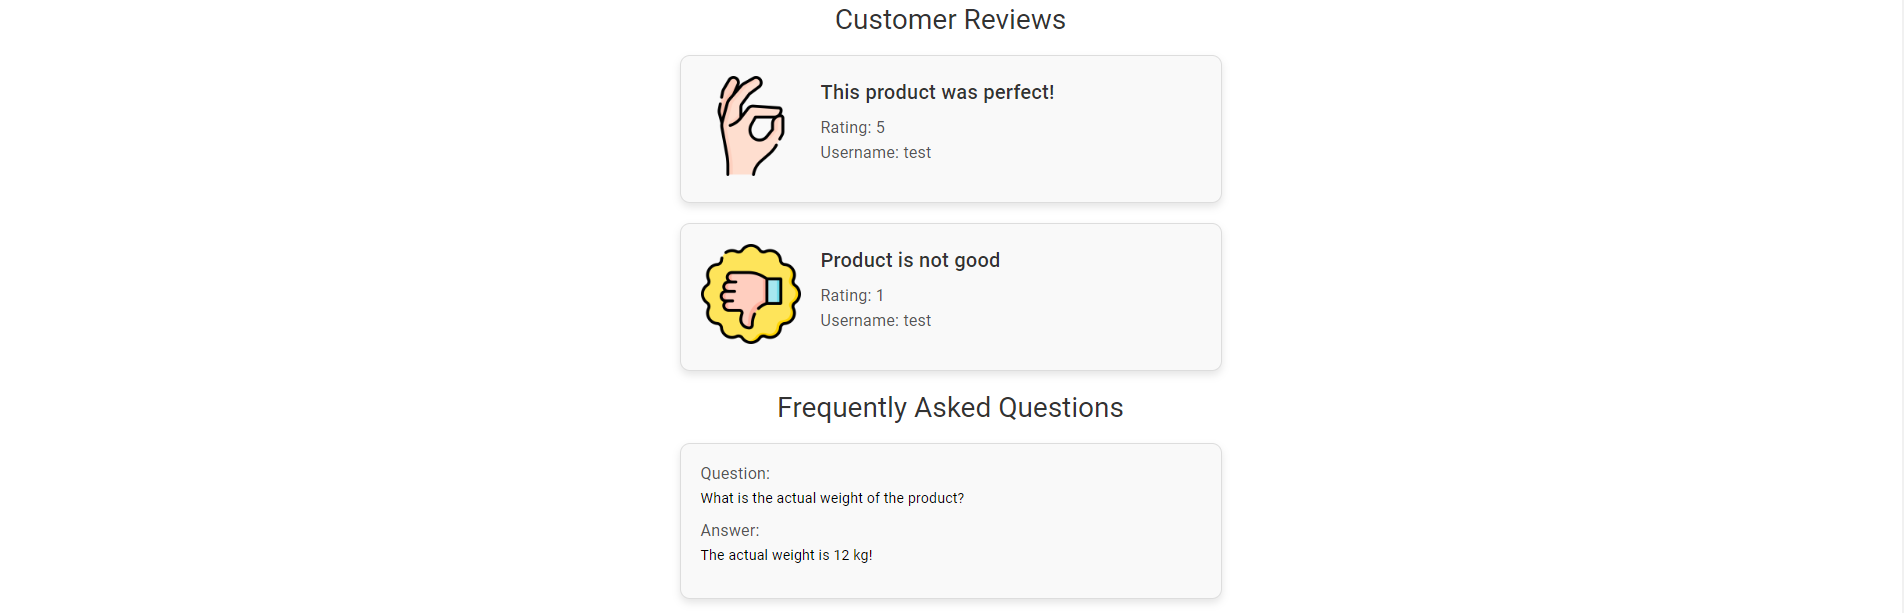 Customer Reviews
This product was perfect!
Rating: 5
Username: test
Product is not good
Rating: 1
Username: test
Frequently Asked Questions
Question:
What is the actual weight of the product?
Answer:
The actual weight is 12 kg!